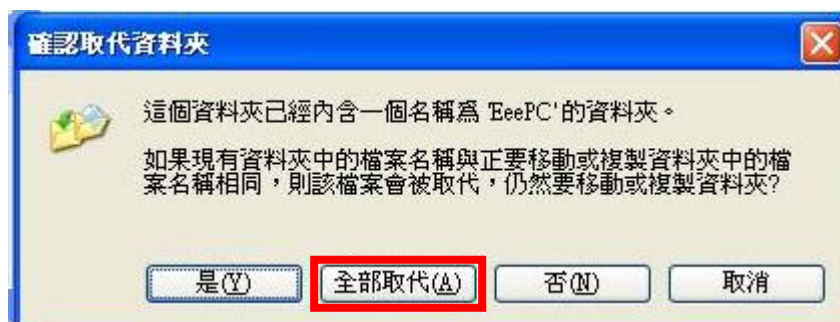 確認取代資料夾
這個資料夾已經內含一個名稱為 'EeePC'的資料夾。
如果現有資料夾中的檔案名稱與正要移動或複製資料夾中的檔
案名稱相同,則該檔案會被取代,仍然要移動或複製資料夾?
是(Y) 全部取代(A) 否(N) 取消